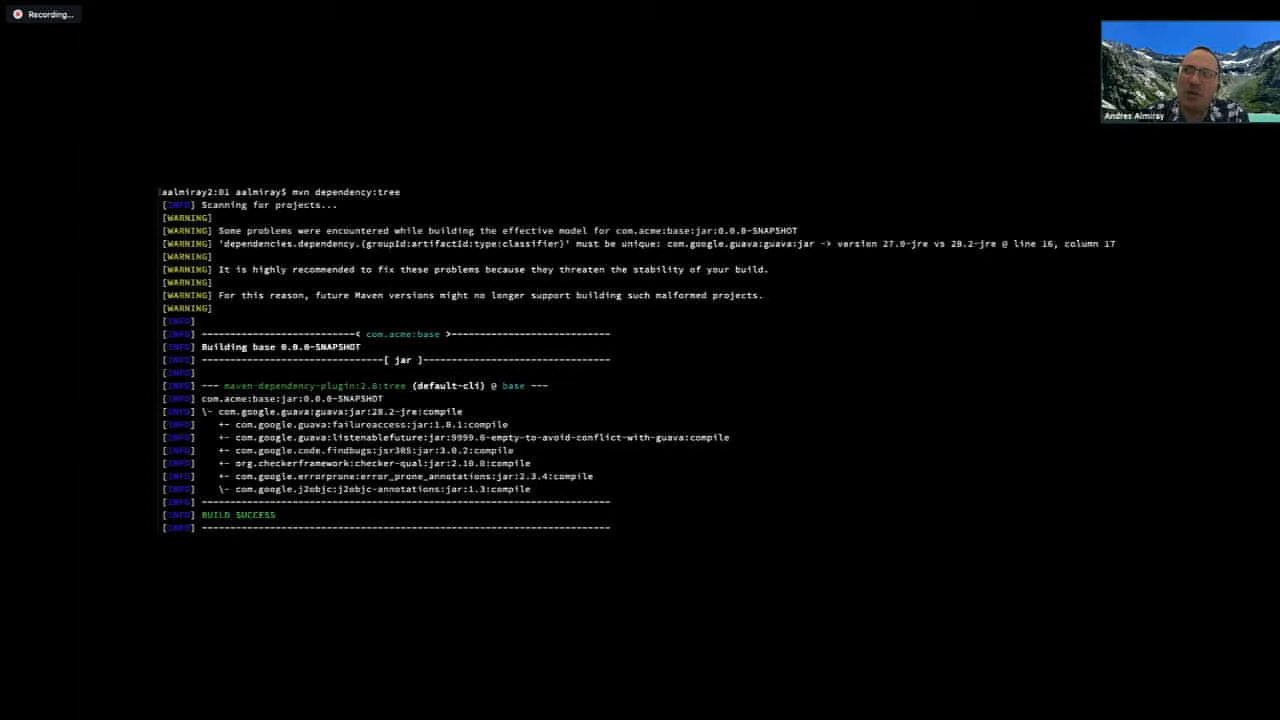 Recording...
Andres Almiray
aalmiray2:01 aalmiray$ mvn dependency:tree
[INFO] Scanning for projects...
[WARNING]
[WARNING] Some problems were encountered while building the effective model for com.acme:base:jar:0.0.0-SNAPSHOT
[WARNING] 'dependencies.dependency.(groupId:artifactId:type:classifier)' must be unique: com.google.guava:guava:jar -> version 27.0-jre vs 28.2-jre @ line 16, column 17
[WARNING]
[WARNING] It is highly recommended to fix these problems because they threaten the stability of your build.
[WARNING]
[WARNING] For this reason, future Maven versions might no longer support building such malformed projects.
[WARNING]
[INFO]
[INFO] ---------------------------< com.acme:base >----------------------------
[INFO] Building base 0.0.0-SNAPSHOT
[INFO] --------------------------------[ jar ]---------------------------------
[INFO]
[INFO] --- maven-dependency-plugin:2.8:tree (default-cli) @ base ---
[INFO] com.acme:base:jar:0.0.0-SNAPSHOT
[INFO] \- com.google.guava:guava:jar:28.2-jre:compile
[INFO]    +- com.google.guava:failureaccess:jar:1.0.1:compile
[INFO]    +- com.google.guava:listenablefuture:jar:9999.0-empty-to-avoid-conflict-with-guava:compile
[INFO]    +- com.google.code.findbugs:jsr305:jar:3.0.2:compile
[INFO]    +- org.checkerframework:checker-qual:jar:2.10.0:compile
[INFO]    +- com.google.errorprone:error_prone_annotations:jar:2.3.4:compile
[INFO]    \- com.google.j2objc:j2objc-annotations:jar:1.3:compile
[INFO] ------------------------------------------------------------------------
[INFO] BUILD SUCCESS
[INFO] ------------------------------------------------------------------------